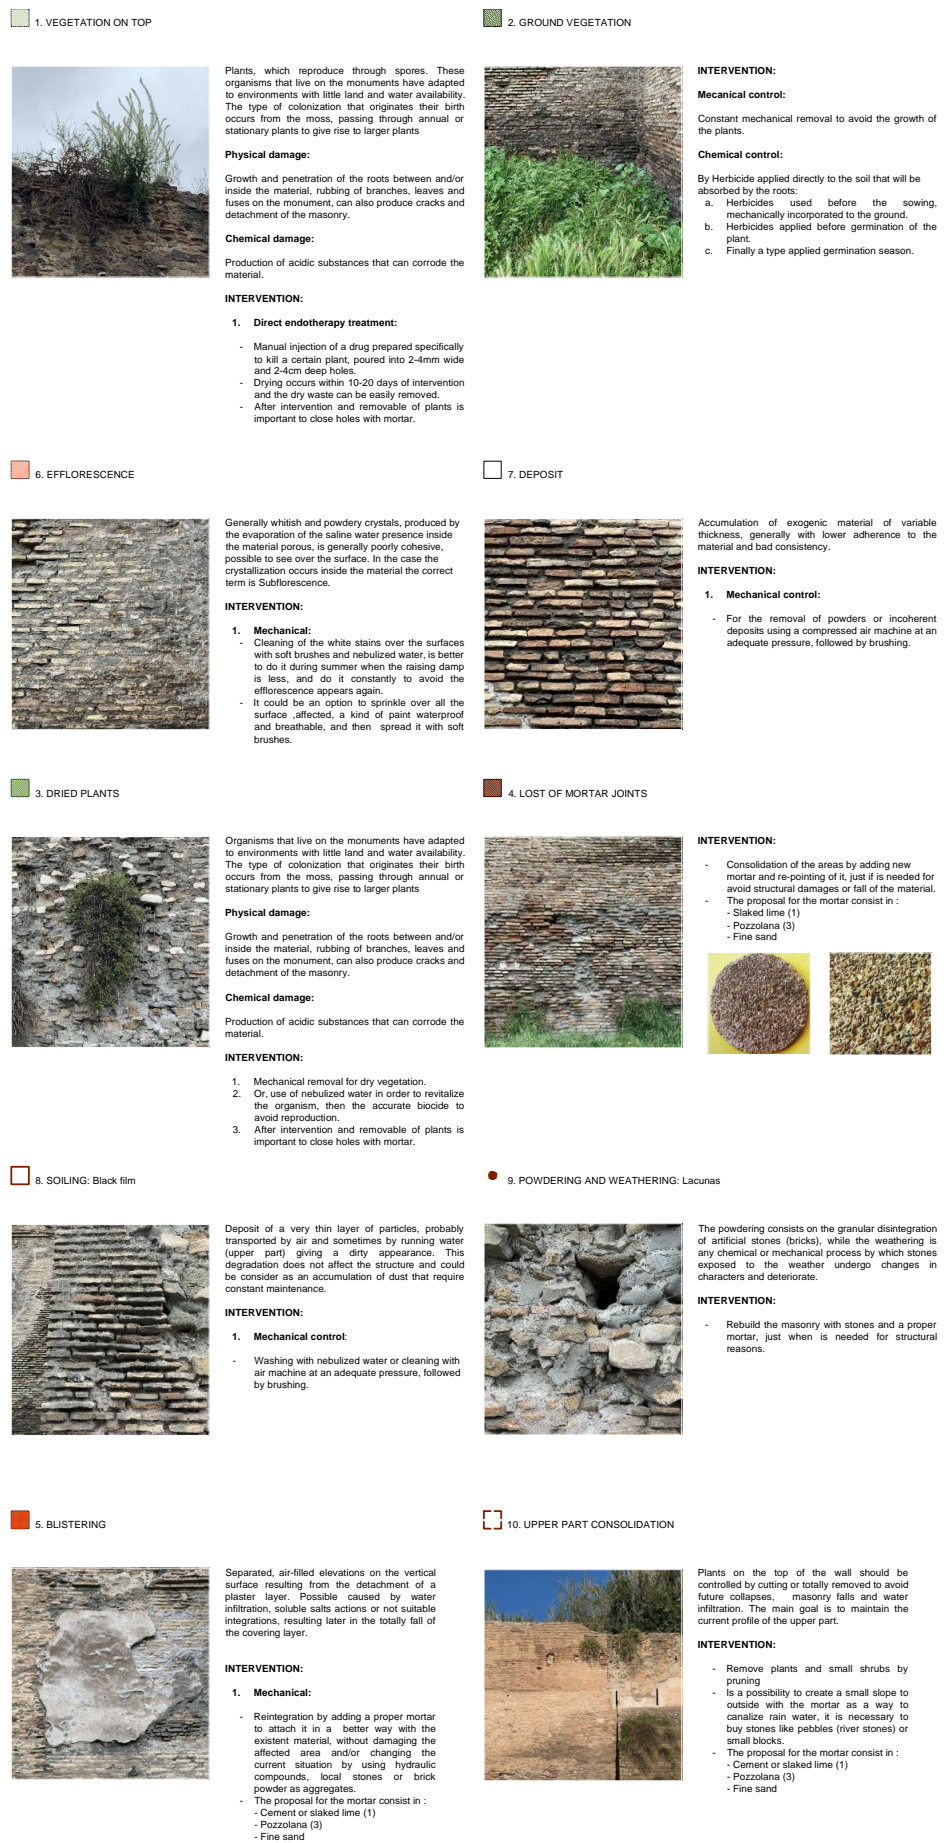 1. VEGETATION ON TOP
Plants, which reproduce through spores. These
organisms that live on the monuments have adapted
to environments with little land and water availability.
The type of colonization that originates their birth
occurs from the moss, passing through annual or
stationary plants to give rise to larger plants
Physical damage:
Growth and penetration of the roots between and/or
inside the material, rubbing of branches, leaves and
fuses on the monument, can also produce cracks and
detachment of the masonry.
Chemical damage:
Production of acidic substances that can corrode the
material.
INTERVENTION:
1. Direct endotherapy treatment:
- Manual injection of a drug prepared specifically
to kill a certain plant, poured into 2-4mm wide
and 2-4cm deep holes.
- Drying occurs within 10-20 days of intervention
and the dry waste can be easily removed.
- After intervention and removable of plants is
important to close holes with mortar.
2. GROUND VEGETATION
INTERVENTION:
Mecanical control:
Constant mechanical removal to avoid the growth of
the plants.
Chemical control:
By Herbicide applied directly to the soil that will be
absorbed by the roots:
a. Herbicides used before the sowing,
mechanically incorporated to the ground.
b. Herbicides applied before germination of the
plant.
c. Finally a type applied germination season.
6. EFFLORESCENCE
Generally whitish and powdery crystals, produced by
the evaporation of the saline water presence inside
the material porous, is generally poorly cohesive,
possible to see over the surface. In the case the
crystallization occurs inside the material the correct
term is Subflorescence.
INTERVENTION:
1. Mechanical:
- Cleaning of the white stains over the surfaces
with soft brushes and nebulized water, is better
to do it during summer when the raising damp
is less, and do it constantly to avoid the
efflorescence appears again.
- It could be an option to sprinkle over all the
surface ,affected, a kind of paint waterproof
and breathable, and then spread it with soft
brushes.
7. DEPOSIT
Accumulation of exogenic material of variable
thickness, generally with lower adherence to the
material and bad consistency.
INTERVENTION:
1. Mechanical control:
- For the removal of powders or incoherent
deposits using a compressed air machine at an
adequate pressure, followed by brushing.
3. DRIED PLANTS
Organisms that live on the monuments have adapted
to environments with little land and water availability.
The type of colonization that originates their birth
occurs from the moss, passing through annual or
stationary plants to give rise to larger plants
Physical damage:
Growth and penetration of the roots between and/or
inside the material, rubbing of branches, leaves and
fuses on the monument, can also produce cracks and
detachment of the masonry.
Chemical damage:
Production of acidic substances that can corrode the
material.
INTERVENTION:
1. Mechanical removal for dry vegetation.
2. Or, use of nebulized water in order to revitalize
the organism, then the accurate biocide to
avoid reproduction.
3. After intervention and removable of plants is
important to close holes with mortar.
4. LOST OF MORTAR JOINTS
INTERVENTION:
- Consolidation of the areas by adding new
mortar and re-pointing of it, just if is needed for
avoid structural damages or fall of the material.
- The proposal for the mortar consist in :
- Slaked lime (1)
- Pozzolana (3)
- Fine sand
8. SOILING: Black film
Deposit of a very thin layer of particles, probably
transported by air and sometimes by running water
(upper part) giving a dirty appearance. This
degradation does not affect the structure and could
be consider as an accumulation of dust that require
constant maintenance.
INTERVENTION:
1. Mechanical control:
- Washing with nebulized water or cleaning with
air machine at an adequate pressure, followed
by brushing.
9. POWDERING AND WEATHERING: Lacunas
The powdering consists on the granular disintegration
of artificial stones (bricks), while the weathering is
any chemical or mechanical process by which stones
exposed to the weather undergo changes in
characters and deteriorate.
INTERVENTION:
- Rebuild the masonry with stones and a proper
mortar, just when is needed for structural
reasons.
5. BLISTERING
Separated, air-filled elevations on the vertical
surface resulting from the detachment of a
plaster layer. Possible caused by water
infiltration, soluble salts actions or not suitable
integrations, resulting later in the totally fall of
the covering layer.
INTERVENTION:
1. Mechanical:
- Reintegration by adding a proper mortar
to attach it in a better way with the
existent material, without damaging the
affected area and/or changing the
current situation by using hydraulic
compounds, local stones or brick
powder as aggregates.
- The proposal for the mortar consist in :
- Cement or slaked lime (1)
- Pozzolana (3)
- Fine sand
10. UPPER PART CONSOLIDATION
Plants on the top of the wall should be
controlled by cutting or totally removed to avoid
future collapses, masonry falls and water
infiltration. The main goal is to maintain the
current profile of the upper part.
INTERVENTION:
- Remove plants and small shrubs by
pruning
- Is a possibility to create a small slope to
outside with the mortar as a way to
canalize rain water, it is necessary to
buy stones like pebbles (river stones) or
small blocks.
- The proposal for the mortar consist in :
- Cement or slaked lime (1)
- Pozzolana (3)
- Fine sand